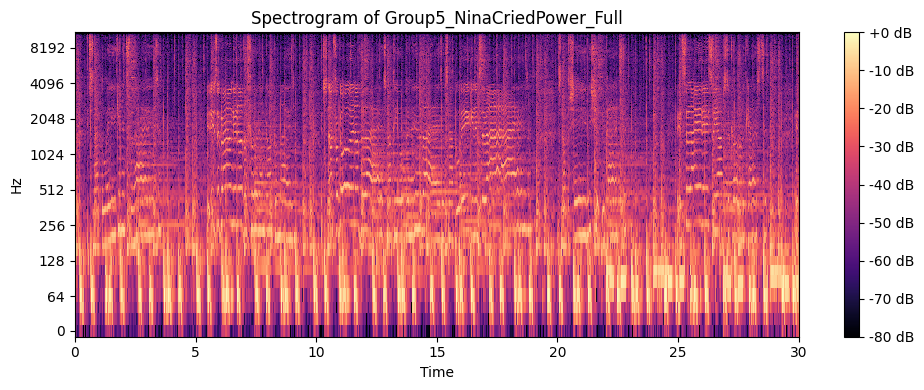 Spectrogram of Group5_NinaCriedPower_Full
Hz
8192
4096
2048
1024
512
256
128
64
0
0 5 10 15 20 25 30
Time
+0 dB
-10 dB
-20 dB
-30 dB
-40 dB
-50 dB
-60 dB
-70 dB
-80 dB